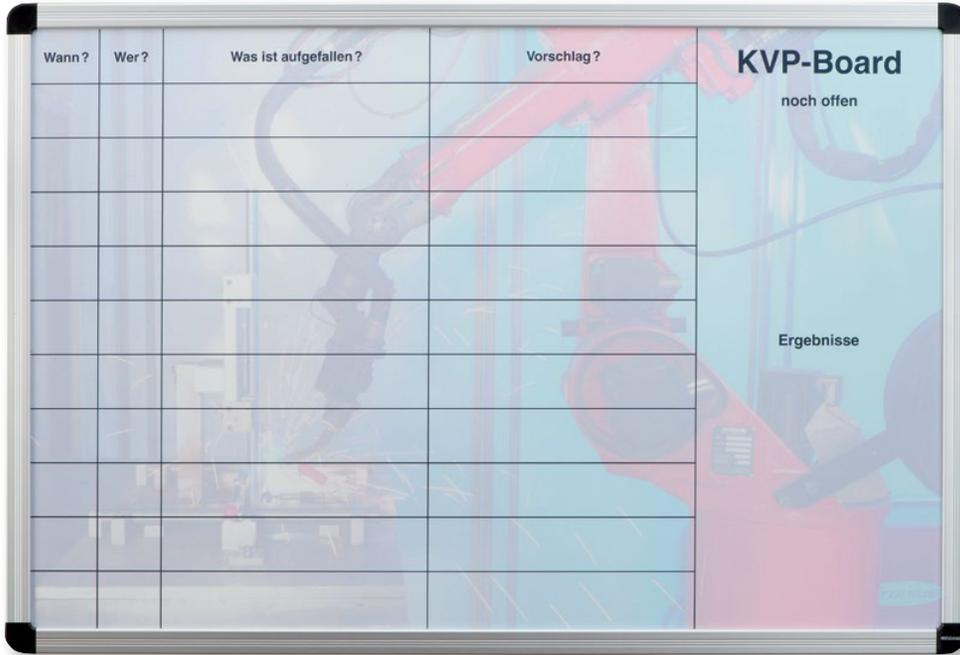 Wann? Wer? Was ist aufgefallen? Vorschlag? KVP-Board
noch offen
Ergebnisse